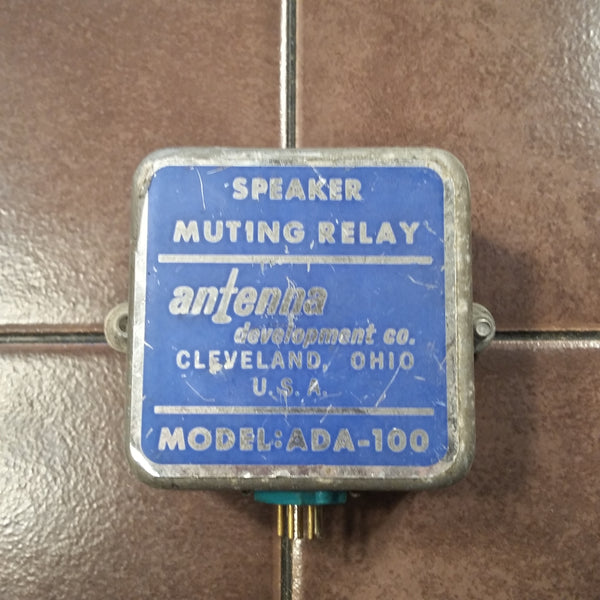 SPEAKER
MUTING RELAY
antenna
development co.
CLEVELAND, OHIO
U.S.A.
MODEL:ADA-100